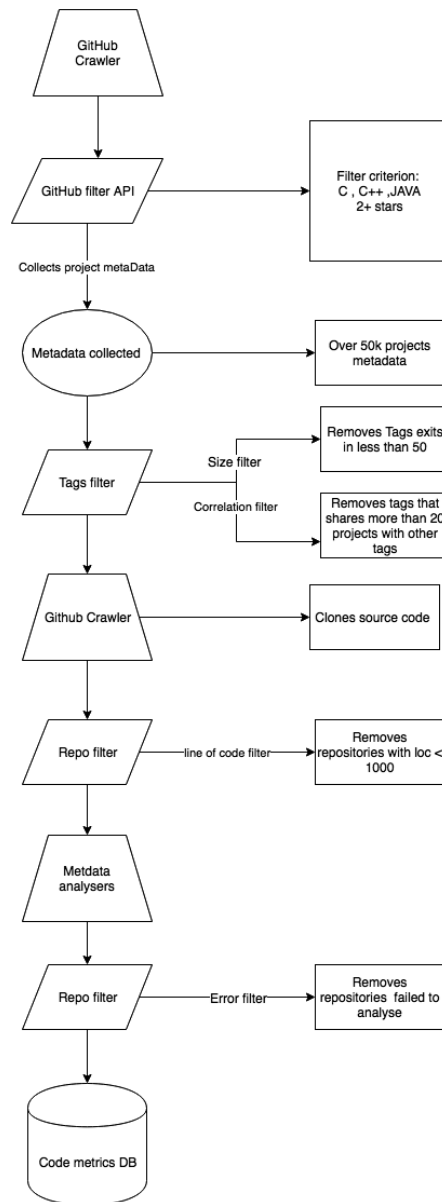 GitHub
Crawler
GitHub filter API
Filter criterion:
C , C++ ,JAVA
2+ stars
Collects project metaData
Metadata collected
Over 50k projects
metadata
Tags filter
Size filter
Removes Tags exits
in less than 50
Correlation filter
Removes tags that
shares more than 20
projects with other
tags
Github Crawler
Clones source code
Repo filter
line of code filter
Removes
repositories with loc <
1000
Metdata
analysers
Repo filter
Error filter
Removes
repositories failed to
analyse
Code metrics DB